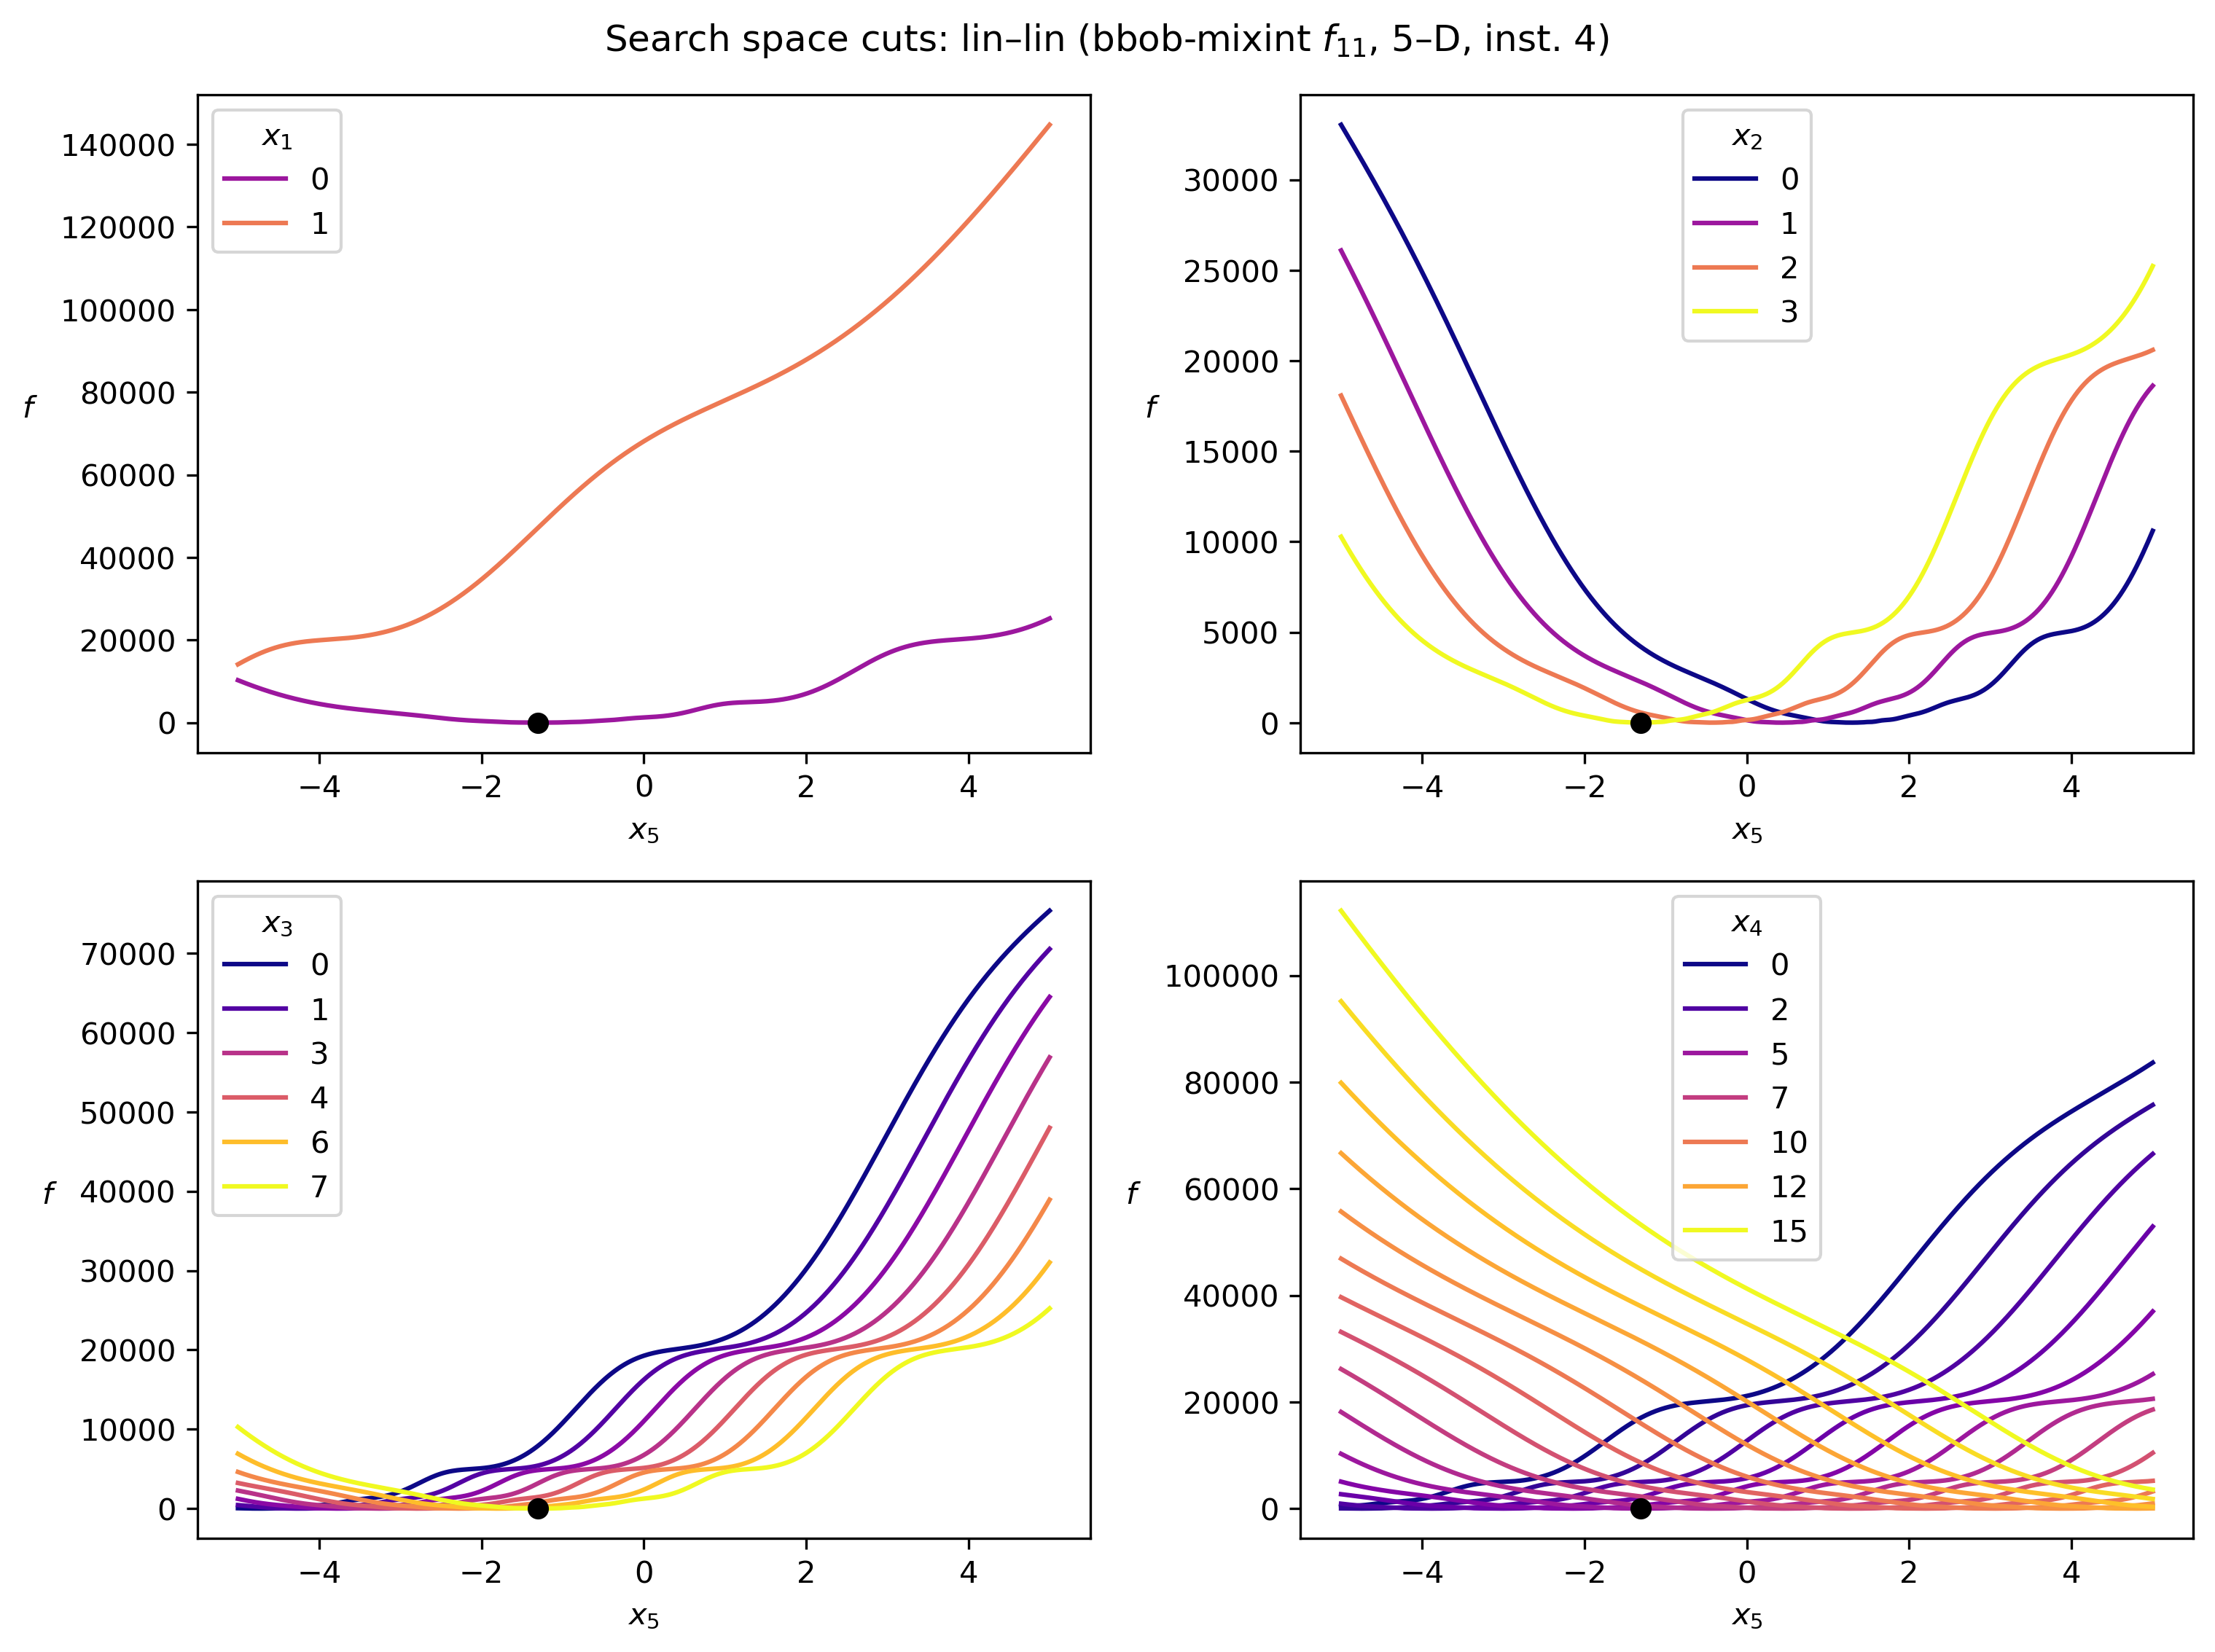 Search space cuts: lin–lin (bbob-mixint f₁₁, 5–D, inst. 4)
x₁
0
1
140000
120000
100000
80000
60000
40000
20000
0
f
−4 −2 0 2 4
x₅
x₂
0
1
2
3
30000
25000
20000
15000
10000
5000
0
f
−4 −2 0 2 4
x₅
x₃
0
1
3
4
6
7
70000
60000
50000
40000
30000
20000
10000
0
f
−4 −2 0 2 4
x₅
x₄
0
2
5
7
10
12
15
100000
80000
60000
40000
20000
0
f
−4 −2 0 2 4
x₅